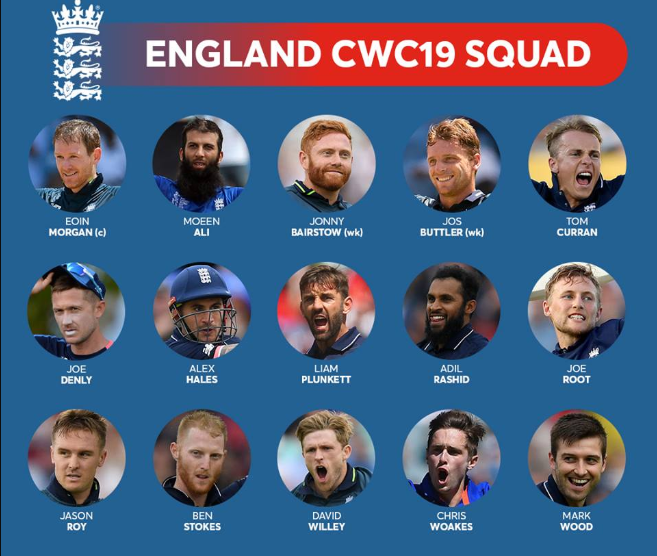 ENGLAND CWC19 SQUAD
EOIN
MORGAN (c)
MOEEN
ALI
JONNY
BAIRSTOW (wk)
JOS
BUTTLER (wk)
TOM
CURRAN
JOE
DENLY
ALEX
HALES
LIAM
PLUNKETT
ADIL
RASHID
JOE
ROOT
JASON
ROY
BEN
STOKES
DAVID
WILLEY
CHRIS
WOAKES
MARK
WOOD